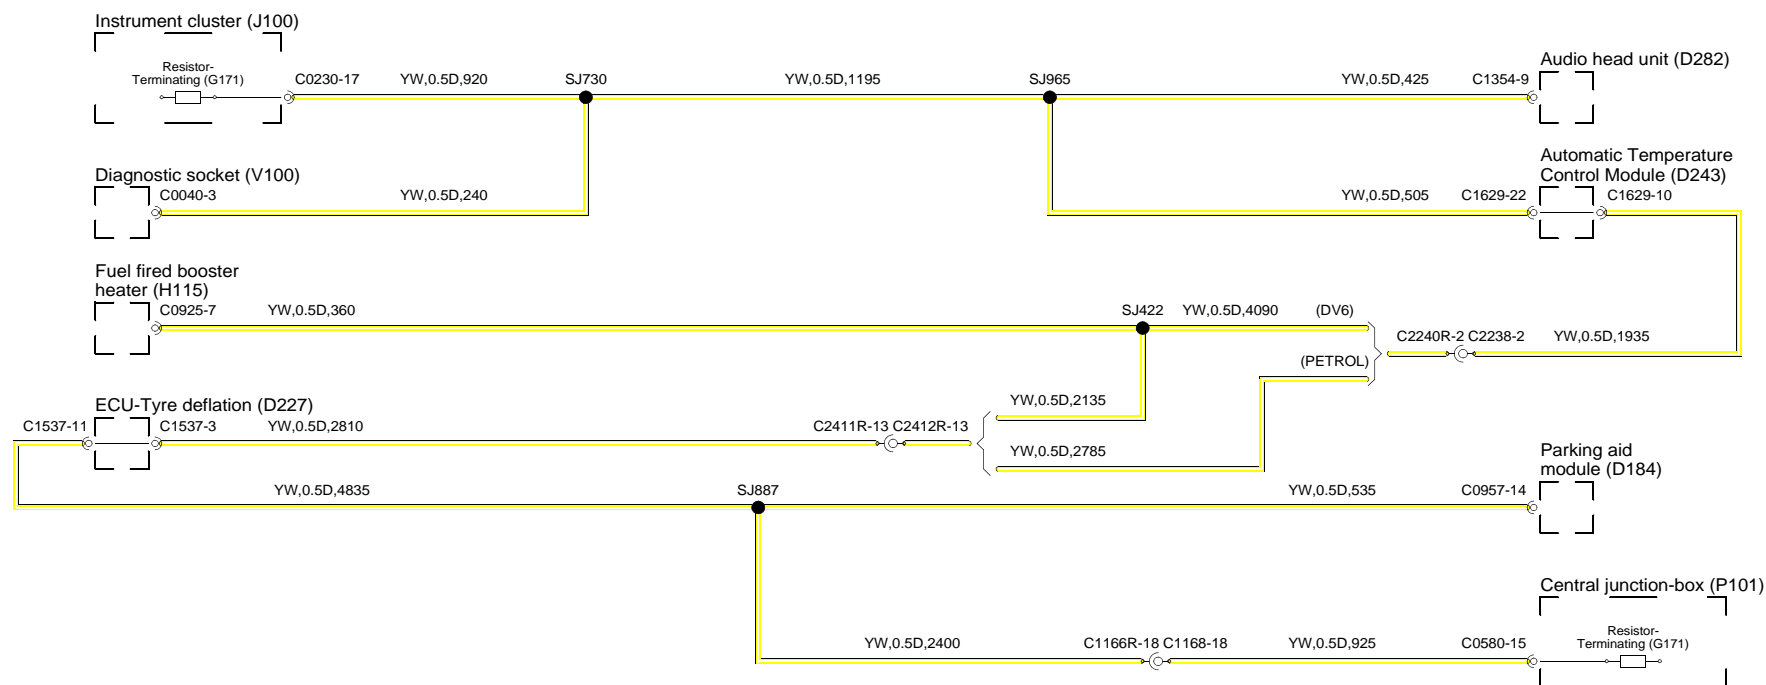 Instrument cluster (J100)
Resistor-
Terminating (G171)
C0230-17 YW,0.5D,920 SJ730 YW,0.5D,1195 SJ965 YW,0.5D,425 C1354-9
Audio head unit (D282)
Diagnostic socket (V100)
C0040-3 YW,0.5D,240
Automatic Temperature
Control Module (D243)
YW,0.5D,505 C1629-22 C1629-10
Fuel fired booster
heater (H115)
C0925-7 YW,0.5D,360 SJ422 YW,0.5D,4090 (DV6)
C2240R-2 C2238-2 YW,0.5D,1935
(PETROL)
YW,0.5D,2135
ECU-Tyre deflation (D227)
C1537-11 C1537-3 YW,0.5D,2810 C2411R-13 C2412R-13
YW,0.5D,2785
Parking aid
module (D184)
YW,0.5D,4835 SJ887 YW,0.5D,535 C0957-14
Central junction-box (P101)
Resistor-
Terminating (G171)
YW,0.5D,2400 C1166R-18 C1168-18 YW,0.5D,925 C0580-15